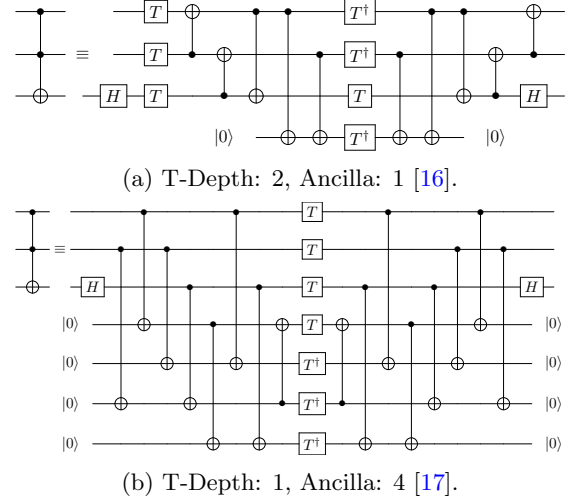 T T†
≡ T T†
H T T H
|0⟩ T† |0⟩
(a) T-Depth: 2, Ancilla: 1 [16].
T
≡ T
H T H
|0⟩ T |0⟩
|0⟩ T† |0⟩
|0⟩ T† |0⟩
|0⟩ T† |0⟩
(b) T-Depth: 1, Ancilla: 4 [17].